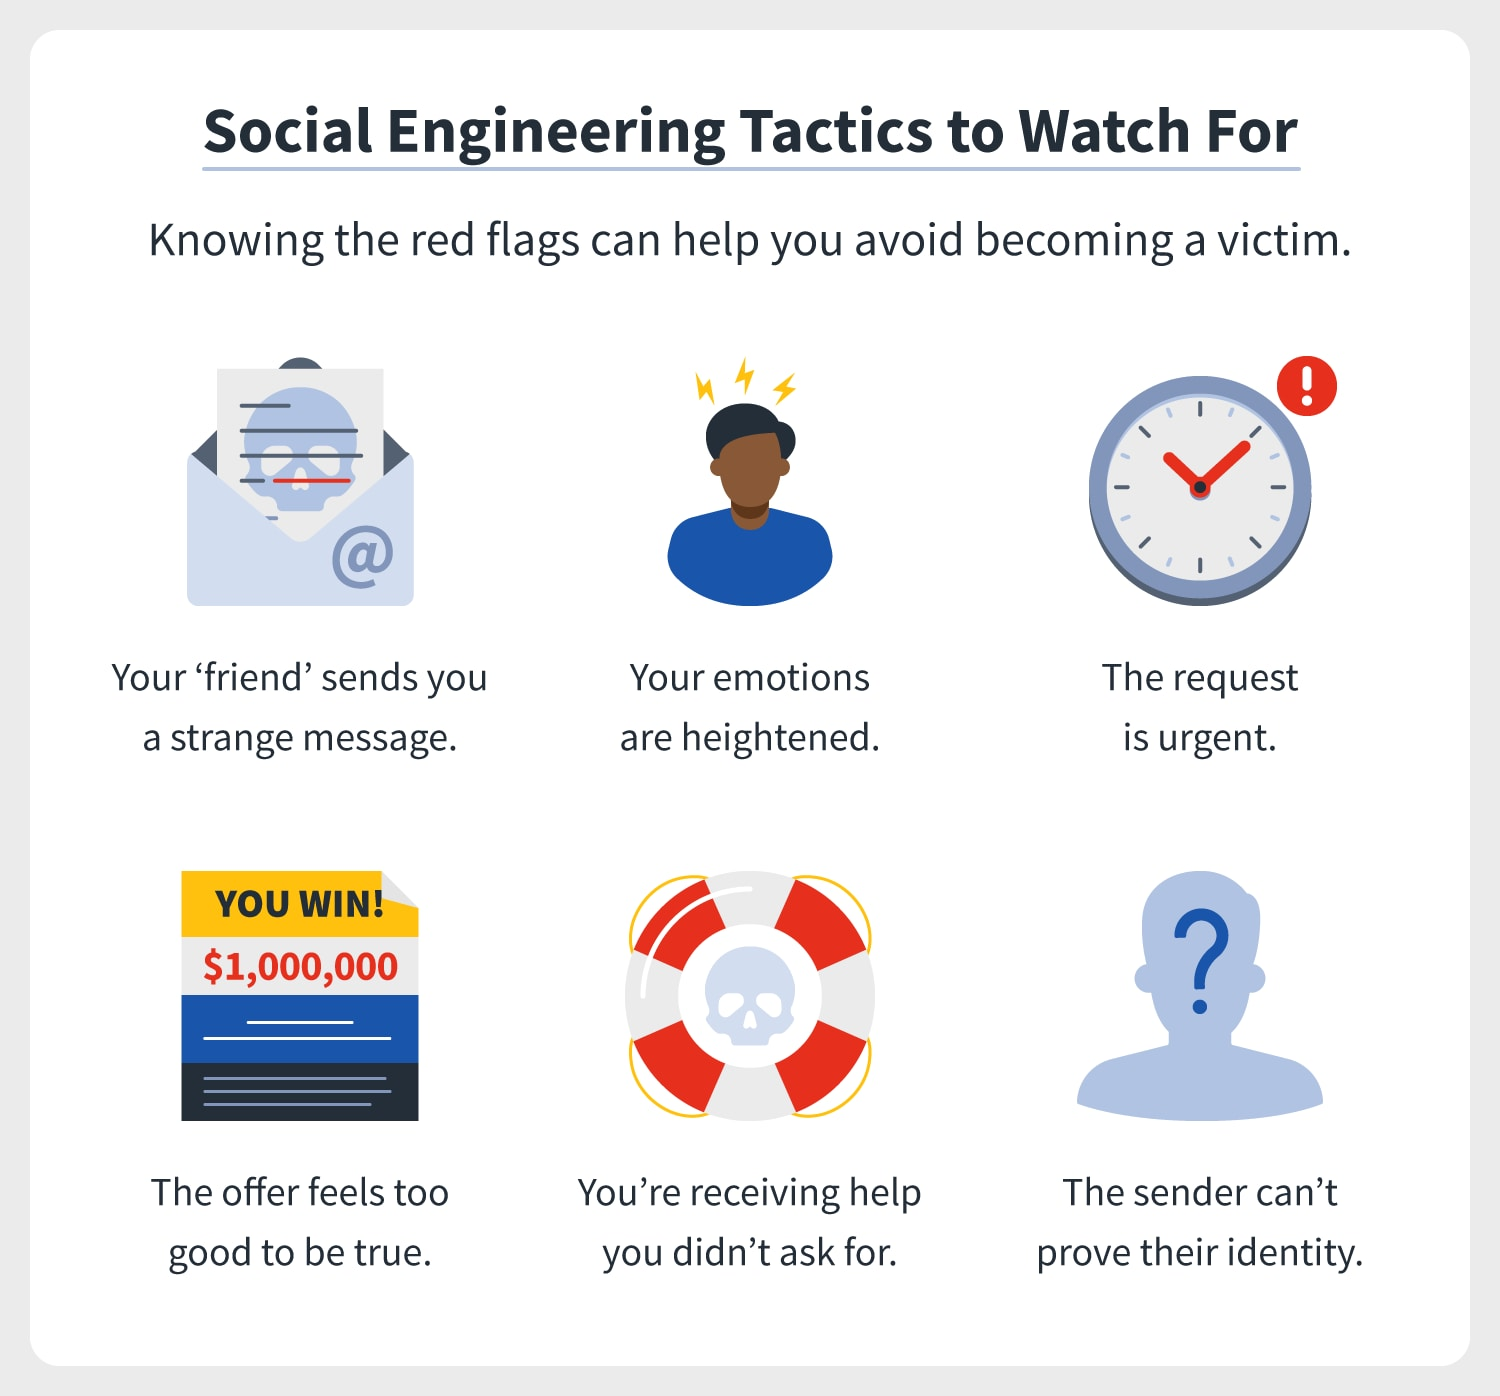 Social Engineering Tactics to Watch For
Knowing the red flags can help you avoid becoming a victim.
@
Your ‘friend’ sends you
a strange message.
Your emotions
are heightened.
!
The request
is urgent.
YOU WIN!
$1,000,000
The offer feels too
good to be true.
You’re receiving help
you didn’t ask for.
?
The sender can’t
prove their identity.